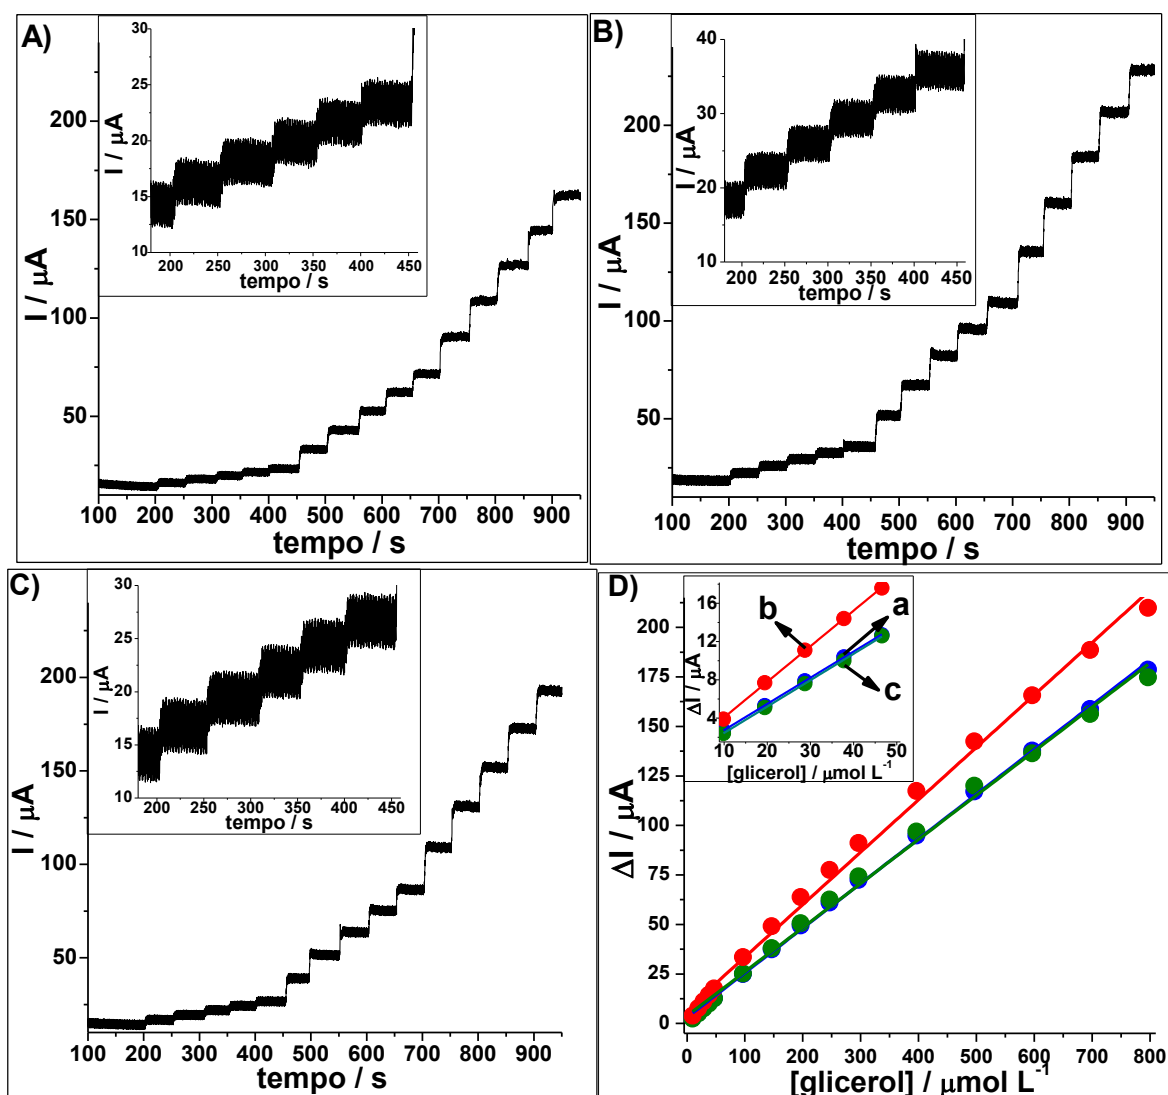 A)
30
25
20
15
10
I / µA
200 250 300 350 400 450
tempo / s
200
150
100
50
I / µA
100 200 300 400 500 600 700 800 900
tempo / s
B)
40
30
20
10
I / µA
200 250 300 350 400 450
tempo / s
200
150
100
50
I / µA
100 200 300 400 500 600 700 800 900
tempo / s
C)
30
25
20
15
10
I / µA
200 250 300 350 400 450
tempo / s
200
150
100
50
I / µA
100 200 300 400 500 600 700 800 900
tempo / s
D)
16
12
8
4
ΔI / µA
b
a
c
10 20 30 40 50
[glicerol] / µmol L⁻¹
200
175
150
125
100
75
50
25
0
ΔI / µA
0 100 200 300 400 500 600 700 800
[glicerol] / µmol L⁻¹